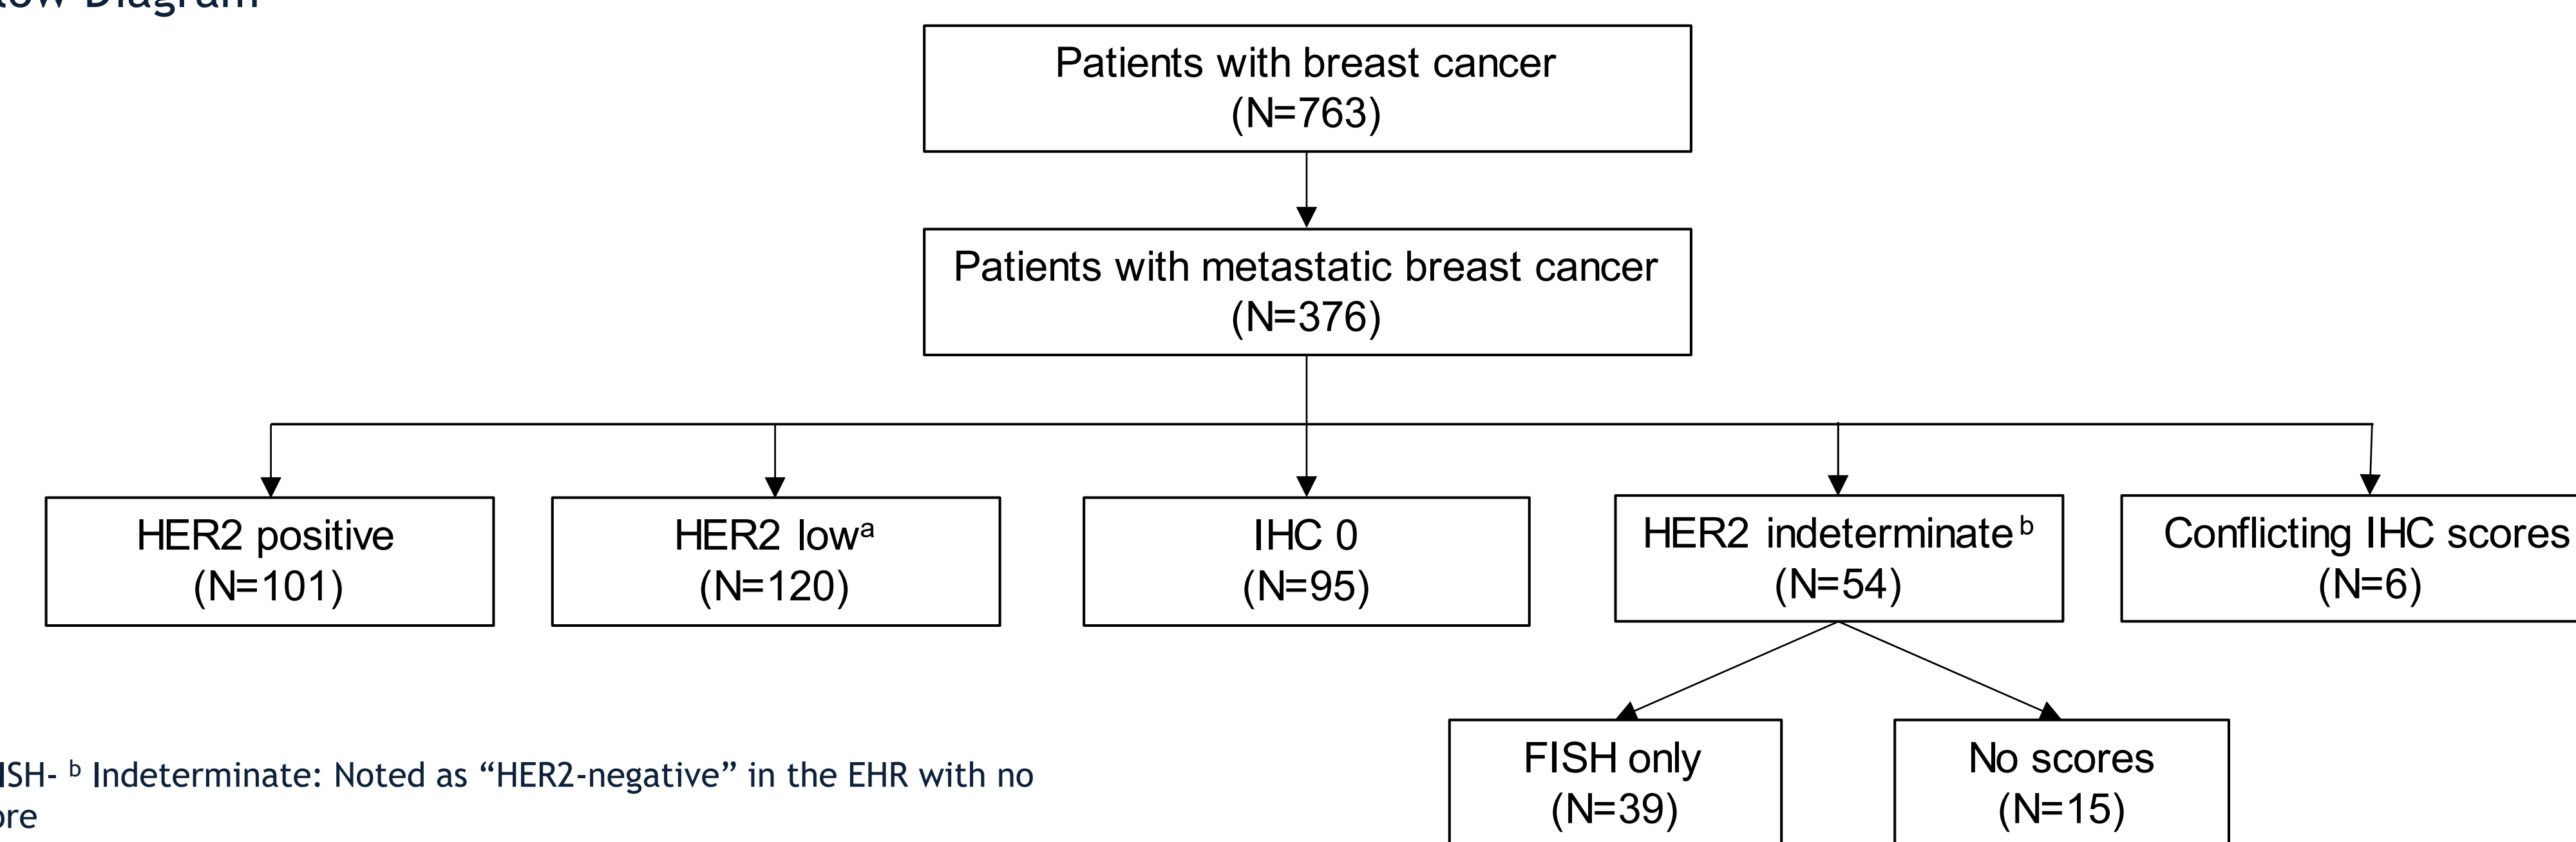 Diagram
Patients with breast cancer
(N=763)
Patients with metastatic breast cancer
(N=376)
HER2 positive
(N=101)
HER2 lowᵃ
(N=120)
IHC 0
(N=95)
HER2 indeterminate ᵇ
(N=54)
Conflicting IHC scores
(N=6)
FISH only
(N=39)
No scores
(N=15)
ᵇ Indeterminate: Noted as “HER2-negative” in the EHR with no